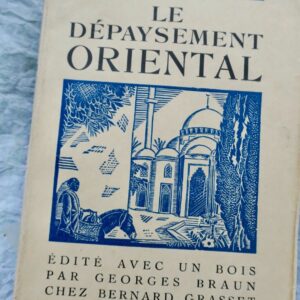 LE
DÉPAYSEMENT
ORIENTAL
ÉDITÉ AVEC UN BOIS
PAR GEORGES BRAUN
CHEZ BERNARD GRASSET